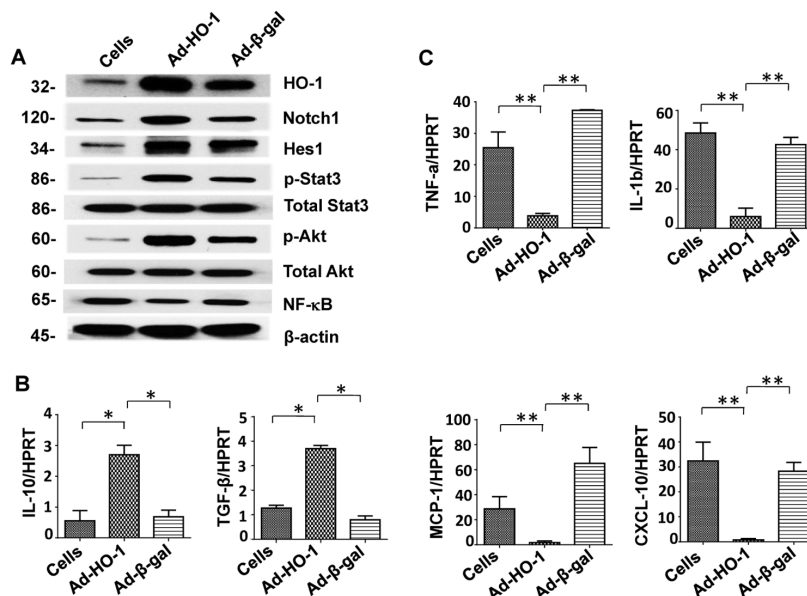 A
Cells
Ad-HO-1
Ad-β-gal
32-
HO-1
120-
Notch1
34-
Hes1
86-
p-Stat3
86-
Total Stat3
60-
p-Akt
60-
Total Akt
65-
NF-κB
45-
β-actin
B
IL-10/HPRT
4
3
2
1
0
*
*
Cells
Ad-HO-1
Ad-β-gal
TGF-β/HPRT
5
4
3
2
1
0
*
*
Cells
Ad-HO-1
Ad-β-gal
C
TNF-a/HPRT
40
30
20
10
0
**
**
Cells
Ad-HO-1
Ad-β-gal
IL-1b/HPRT
60
40
20
0
**
**
Cells
Ad-HO-1
Ad-β-gal
MCP-1/HPRT
100
80
60
40
20
0
**
**
Cells
Ad-HO-1
Ad-β-gal
CXCL-10/HPRT
50
40
30
20
10
0
**
**
Cells
Ad-HO-1
Ad-β-gal